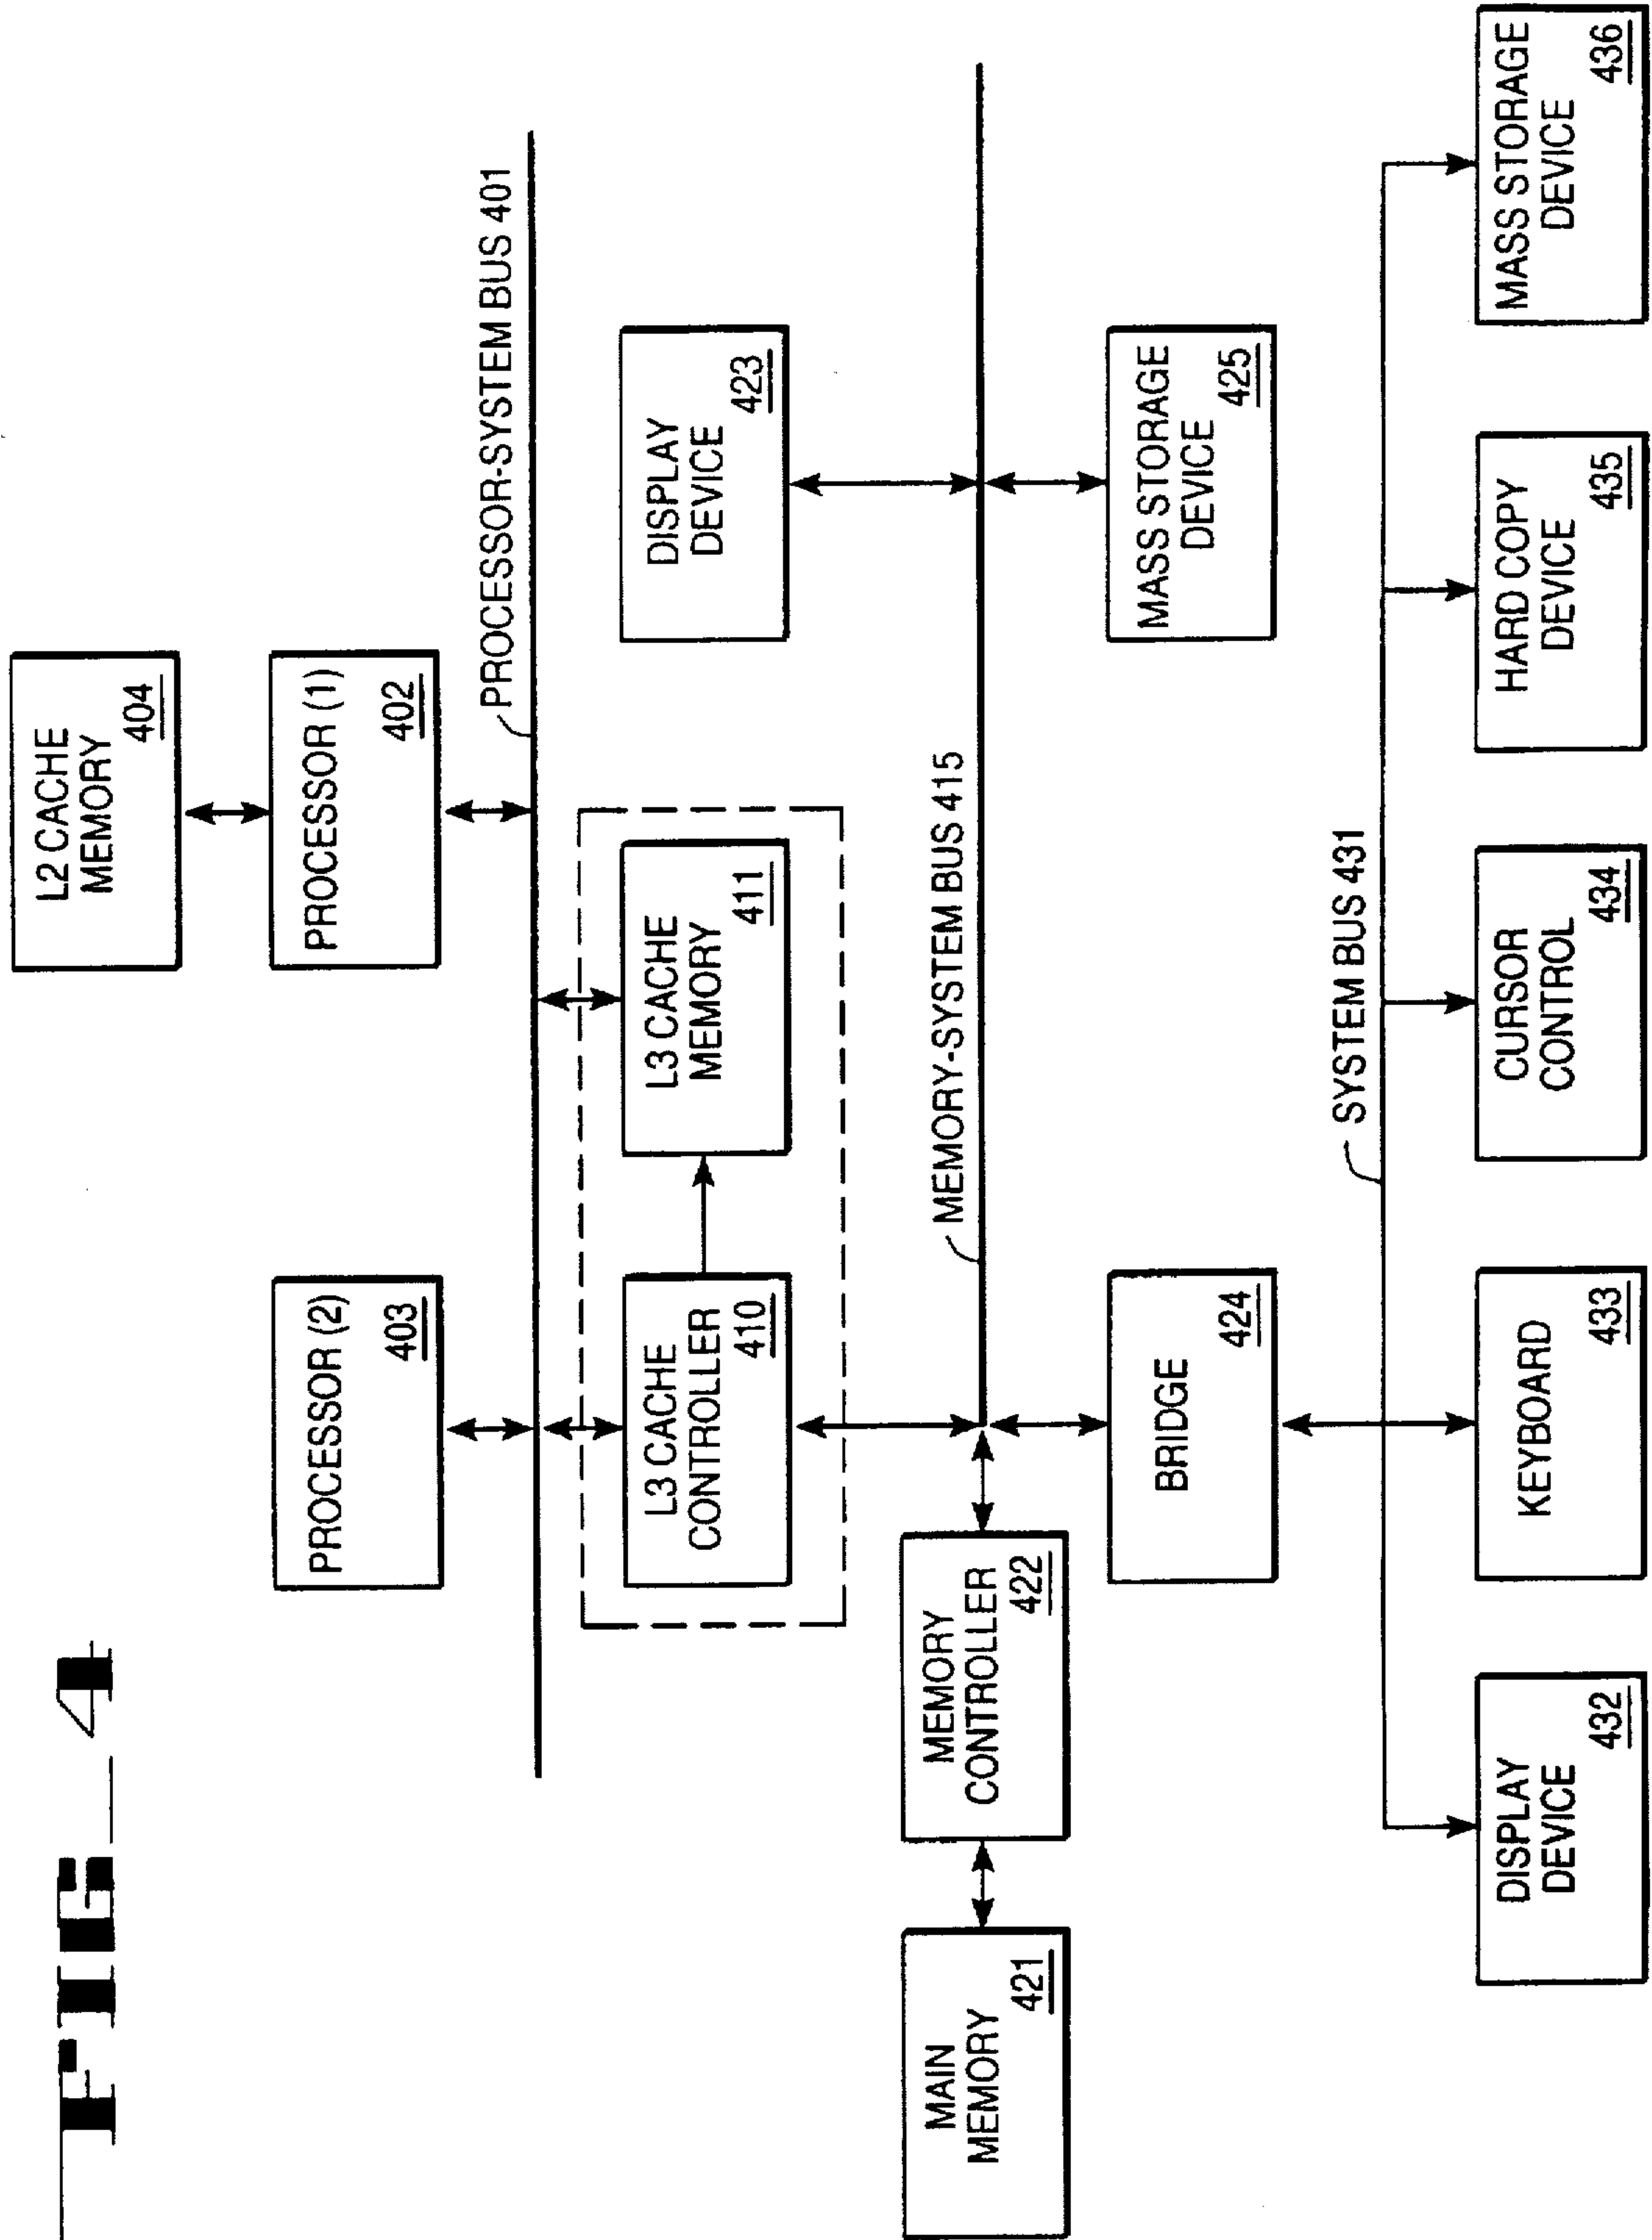 FIG_4
L2 CACHE
MEMORY
404
PROCESSOR (2)
403
PROCESSOR (1)
402
PROCESSOR-SYSTEM BUS 401
L3 CACHE
CONTROLLER
410
L3 CACHE
MEMORY
411
DISPLAY
DEVICE
423
MEMORY-SYSTEM BUS 415
MAIN
MEMORY
421
MEMORY
CONTROLLER
422
BRIDGE
424
MASS STORAGE
DEVICE
425
SYSTEM BUS 431
DISPLAY
DEVICE
432
KEYBOARD
433
CURSOR
CONTROL
434
HARD COPY
DEVICE
435
MASS STORAGE
DEVICE
436